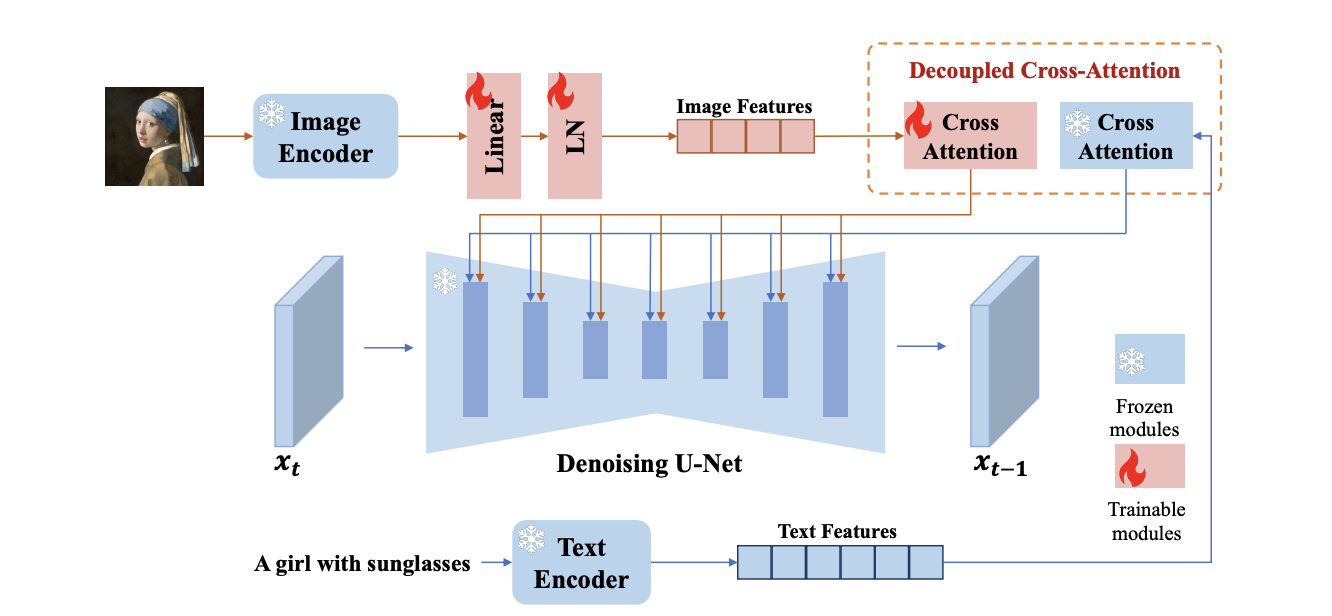 Decoupled Cross-Attention
Image
Encoder
Linear
LN
Image Features
Cross
Attention
Cross
Attention
x_t
Denoising U-Net
x_{t-1}
Frozen
modules
Trainable
modules
A girl with sunglasses
Text
Encoder
Text Features